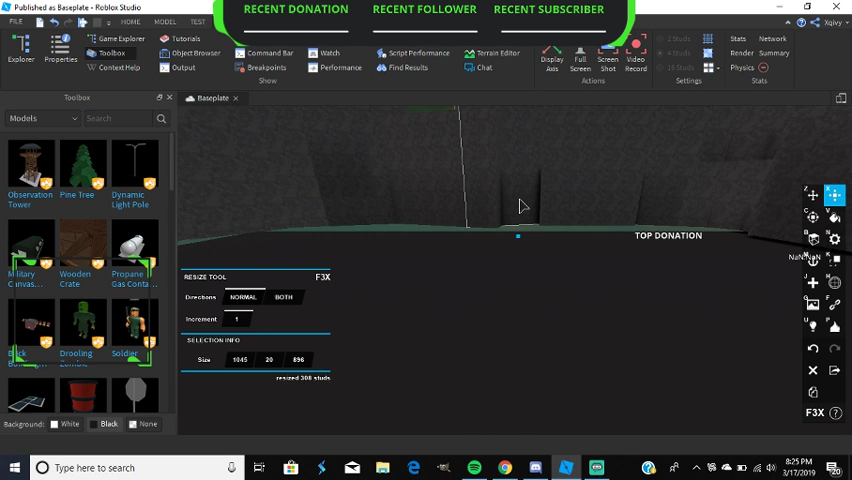 Published as Baseplate - Roblox Studio
RECENT DONATION
RECENT FOLLOWER
RECENT SUBSCRIBER
Xqivy
FILE
HOME
MODEL
TEST
Explorer
Properties
Game Explorer
Toolbox
Context Help
Tutorials
Object Browser
Output
Command Bar
Breakpoints
Watch
Performance
Script Performance
Find Results
Terrain Editor
Chat
Show
Display Axis
Full Screen
Screen Shot
Video Record
Actions
2 Studs
4 Studs
16 Studs
Settings
Stats
Network
Render
Summary
Physics
Stats
Toolbox
Baseplate
Models
Search
Observation Tower
Pine Tree
Dynamic Light Pole
Military Canvas...
Wooden Crate
Propane Gas Conta...
Drooling Zombie
Soldier
Background:
White
Black
None
TOP DONATION
NaN:NaN
RESIZE TOOL
F3X
Directions
NORMAL
BOTH
Increment
1
SELECTION INFO
Size
1045
20
896
resized 308 studs
Z
X
C
V
B
N
M
K
J
H
G
F
U
P
F3X
Type here to search
8:25 PM
3/17/2019
20